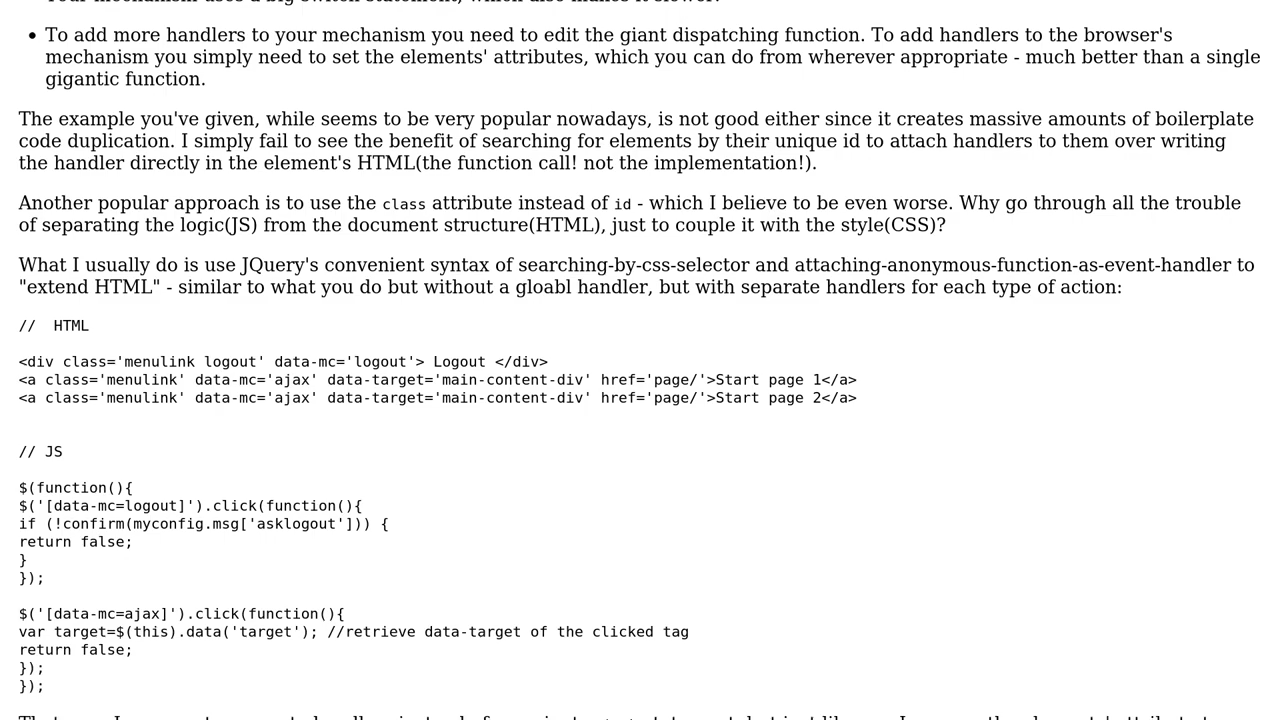 Your mechanism uses a big switch statement, which also makes it slower.
To add more handlers to your mechanism you need to edit the giant dispatching function. To add handlers to the browser's
mechanism you simply need to set the elements' attributes, which you can do from wherever appropriate - much better than a single
gigantic function.
The example you've given, while seems to be very popular nowadays, is not good either since it creates massive amounts of boilerplate
code duplication. I simply fail to see the benefit of searching for elements by their unique id to attach handlers to them over writing
the handler directly in the element's HTML(the function call! not the implementation!).
Another popular approach is to use the class attribute instead of id - which I believe to be even worse. Why go through all the trouble
of separating the logic(JS) from the document structure(HTML), just to couple it with the style(CSS)?
What I usually do is use JQuery's convenient syntax of searching-by-css-selector and attaching-anonymous-function-as-event-handler to
"extend HTML" - similar to what you do but without a gloabl handler, but with separate handlers for each type of action:
//  HTML
<div class='menulink logout' data-mc='logout'> Logout </div>
<a class='menulink' data-mc='ajax' data-target='main-content-div' href='page/'>Start page 1</a>
<a class='menulink' data-mc='ajax' data-target='main-content-div' href='page/'>Start page 2</a>
// JS
$(function(){
$('[data-mc=logout]').click(function(){
if (!confirm(myconfig.msg['asklogout'])) {
return false;
}
});
$('[data-mc=ajax]').click(function(){
var target=$(this).data('target'); //retrieve data-target of the clicked tag
return false;
});
});